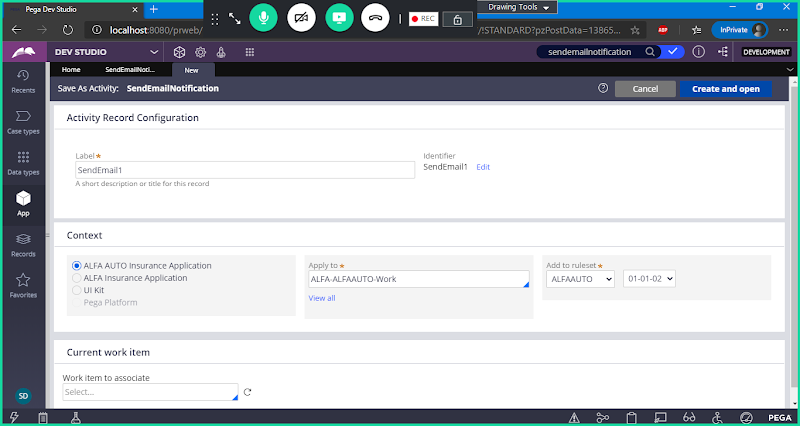 Pega Dev Studio
Drawing Tools
REC
localhost:8080/prweb/
/!STANDARD?pzPostData=13865...
ABP
InPrivate
DEV STUDIO
sendemailnotification
DEVELOPMENT
Home
SendEmailNoti...
New
Recents
Save As Activity: SendEmailNotification
Cancel
Create and open
Case types
Data types
App
Records
Favorites
Activity Record Configuration
Label
Identifier
SendEmail1
SendEmail1
Edit
A short description or title for this record
Context
ALFA AUTO Insurance Application
ALFA Insurance Application
UI Kit
Pega Platform
Apply to
ALFA-ALFAAUTO-Work
View all
Add to ruleset
ALFAAUTO
01-01-02
Current work item
Work item to associate
Select...
SD
PEGA